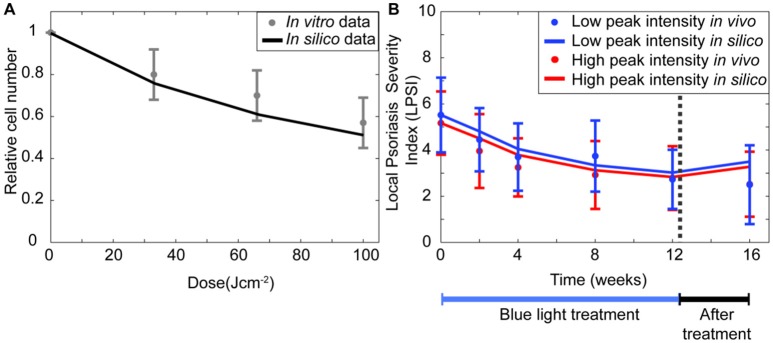 A
In vitro data
In silico data
Relative cell number
1
0.8
0.6
0.4
0.2
0
0 20 40 60 80 100
Dose(Jcm-2)
B
Low peak intensity in vivo
Low peak intensity in silico
High peak intensity in vivo
High peak intensity in silico
Local Psoriasis Severity
Index (LPSI)
10
8
6
4
2
0
0 4 8 12 16
Time (weeks)
Blue light treatment
After
treatment